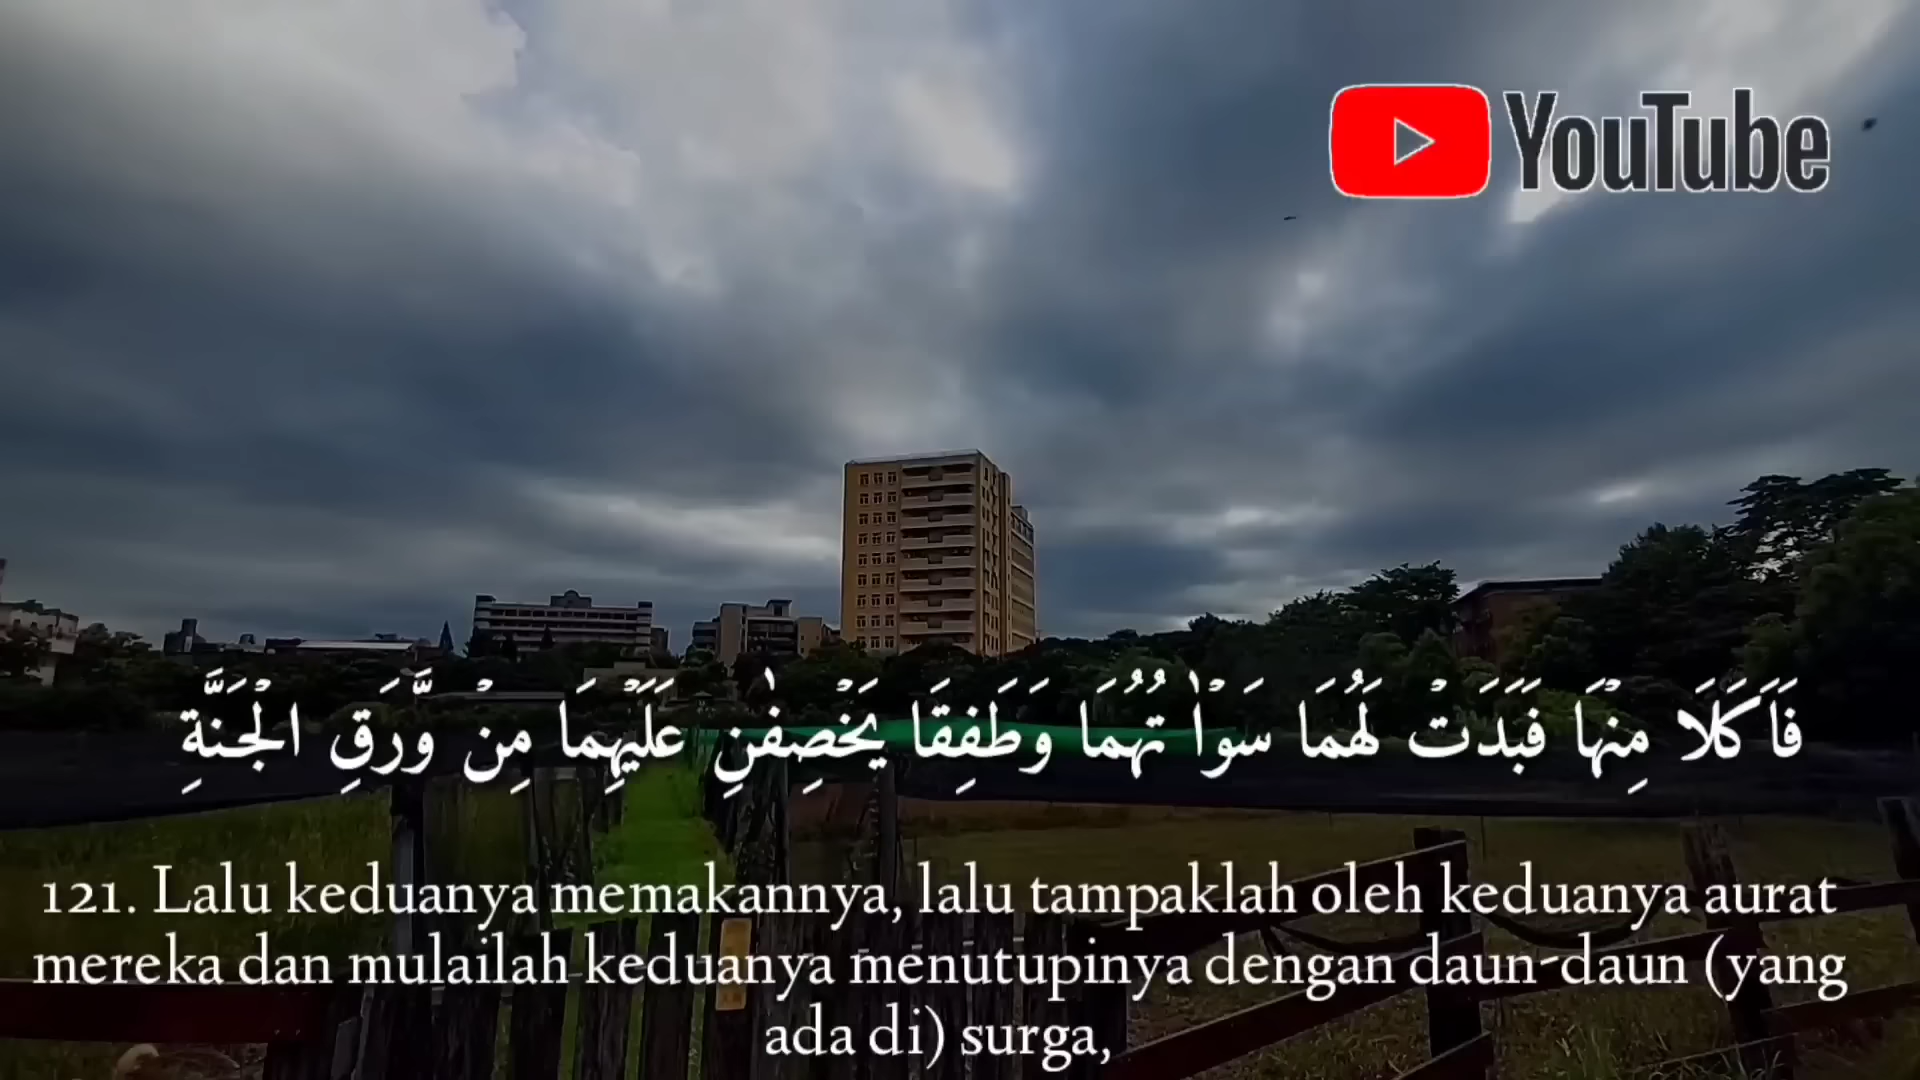 YouTube
فَاَكَلَا مِنْهَا فَبَدَتْ لَهُمَا سَوْاٰ تُهُمَا وَطَفِقَا يَخْصِفٰنِ عَلَيْهِمَا مِنْ وَّرَقِ الْجَـنَّةِ
121. Lalu keduanya memakannya, lalu tampaklah oleh keduanya aurat
mereka dan mulailah keduanya menutupinya dengan daun-daun (yang
ada di) surga,